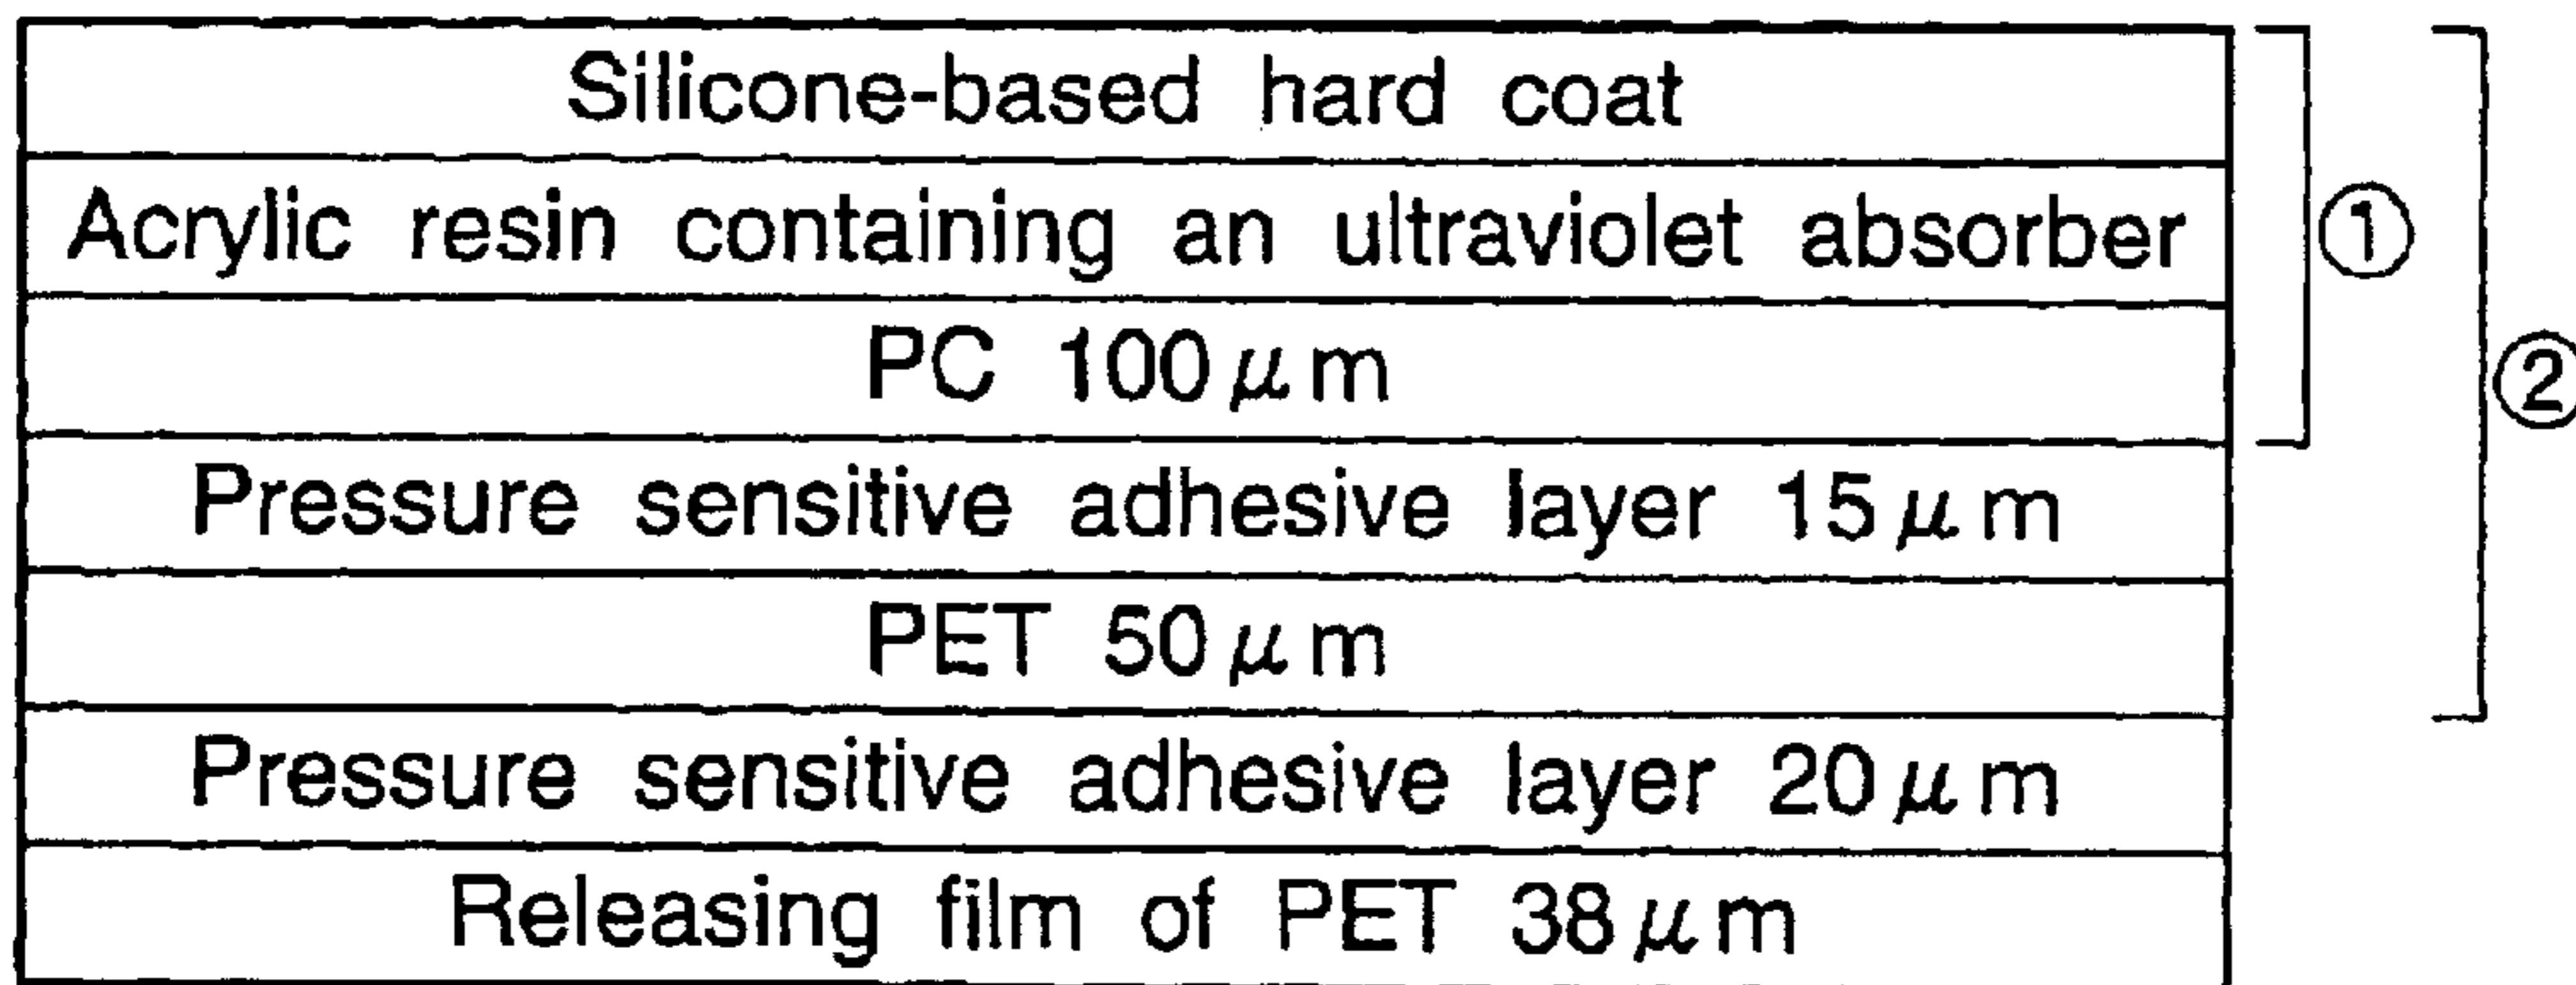 Silicone-based hard coat
Acrylic resin containing an ultraviolet absorber
①
PC 100μm
②
Pressure sensitive adhesive layer 15μm
PET 50μm
Pressure sensitive adhesive layer 20μm
Releasing film of PET 38μm